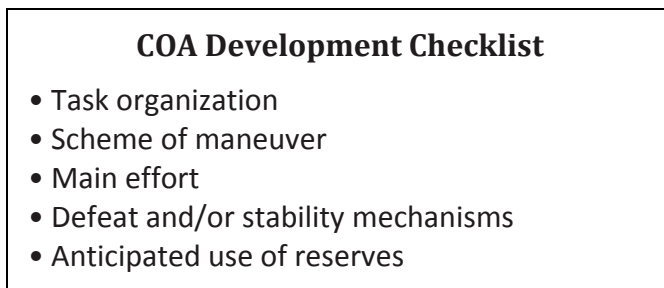 COA Development Checklist
• Task organization
• Scheme of maneuver
• Main effort
• Defeat and/or stability mechanisms
• Anticipated use of reserves